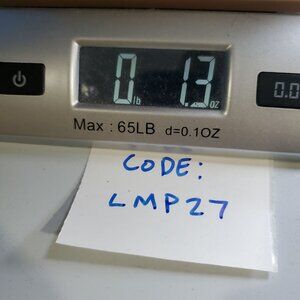 0 lb 1.3 oz
0.0
Max : 65LB d=0.1OZ
CODE:
LMP27